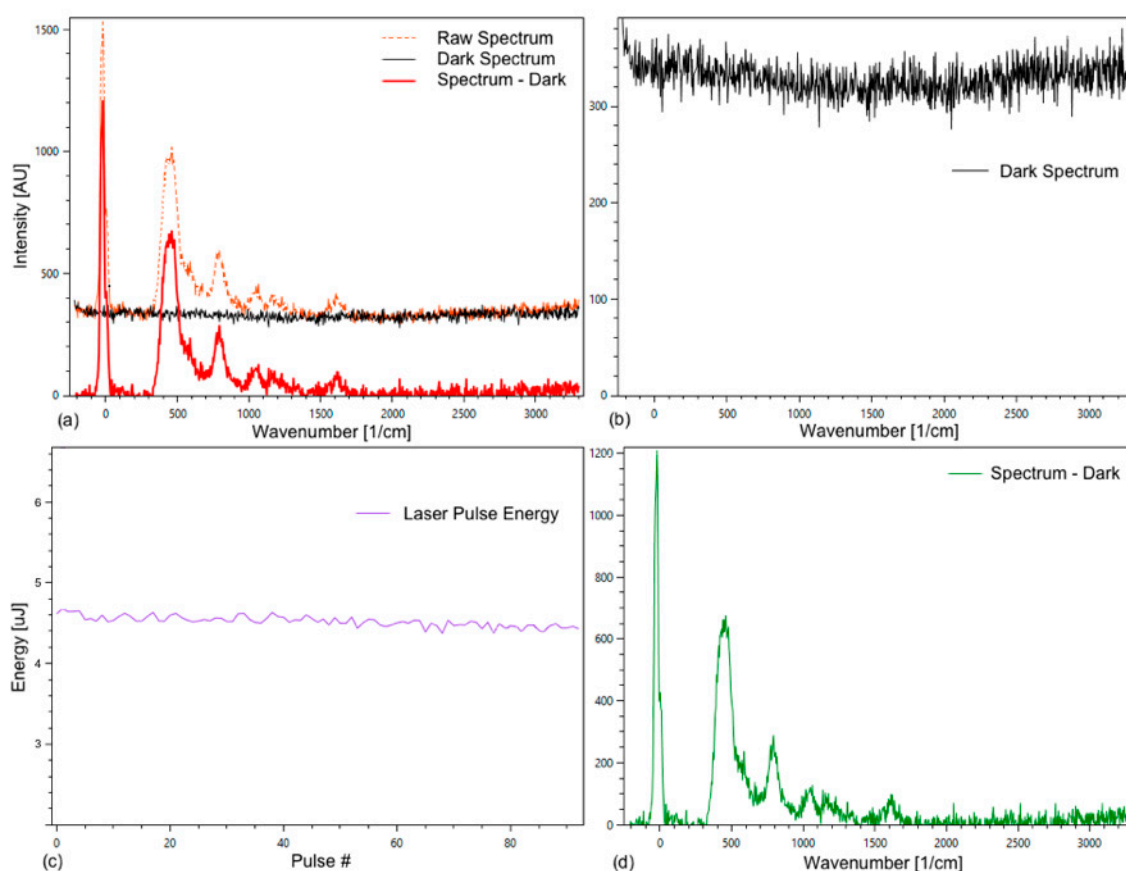 1500
1000
500
0
Intensity [AU]
Raw Spectrum
Dark Spectrum
Spectrum - Dark
0 500 1000 1500 2000 2500 3000
(a)
Wavenumber [1/cm]
300
200
100
0
Dark Spectrum
0 500 1000 1500 2000 2500 3000
(b)
Wavenumber [1/cm]
6
5
4
3
Energy [uJ]
Laser Pulse Energy
0 20 40 60 80
(c)
Pulse #
1200
1000
800
600
400
200
0
Spectrum - Dark
0 500 1000 1500 2000 2500 3000
(d)
Wavenumber [1/cm]